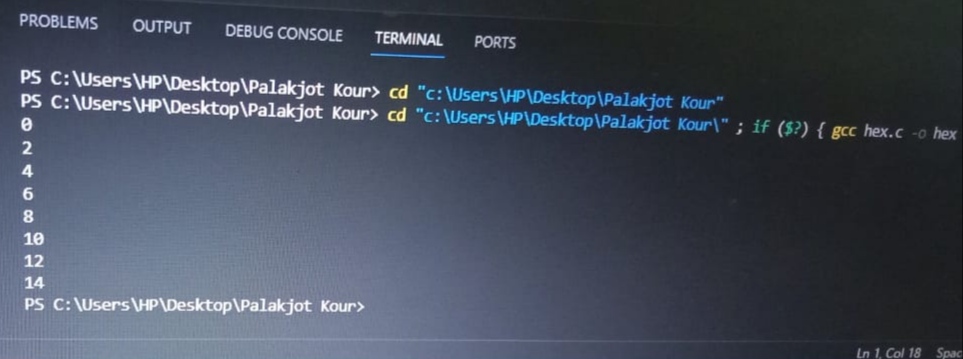 PROBLEMS OUTPUT DEBUG CONSOLE TERMINAL PORTS
PS C:\Users\HP\Desktop\Palakjot Kour> cd "c:\Users\HP\Desktop\Palakjot Kour"
PS C:\Users\HP\Desktop\Palakjot Kour> cd "c:\Users\HP\Desktop\Palakjot Kour\" ; if ($?) { gcc hex.c -o hex
0
2
4
6
8
10
12
14
PS C:\Users\HP\Desktop\Palakjot Kour>
Ln 1, Col 18 Spac